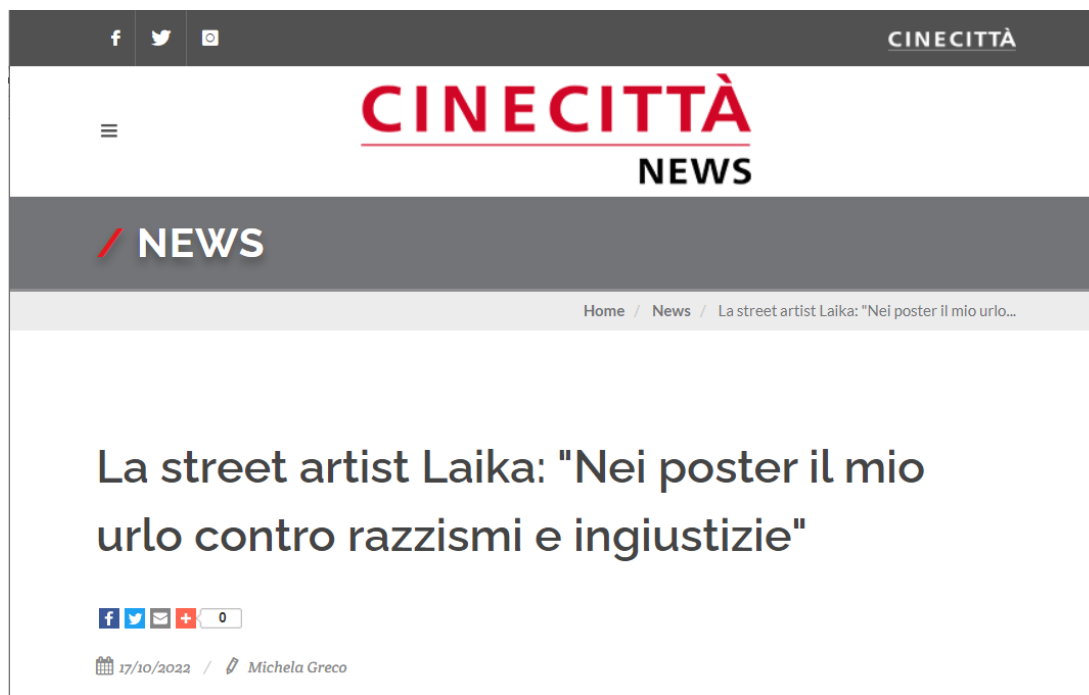 CINECITTÀ
CINECITTÀ
NEWS
/ NEWS
Home / News / La street artist Laika: "Nei poster il mio urlo...
La street artist Laika: "Nei poster il mio
urlo contro razzismi e ingiustizie"
0
17/10/2022 / Michela Greco